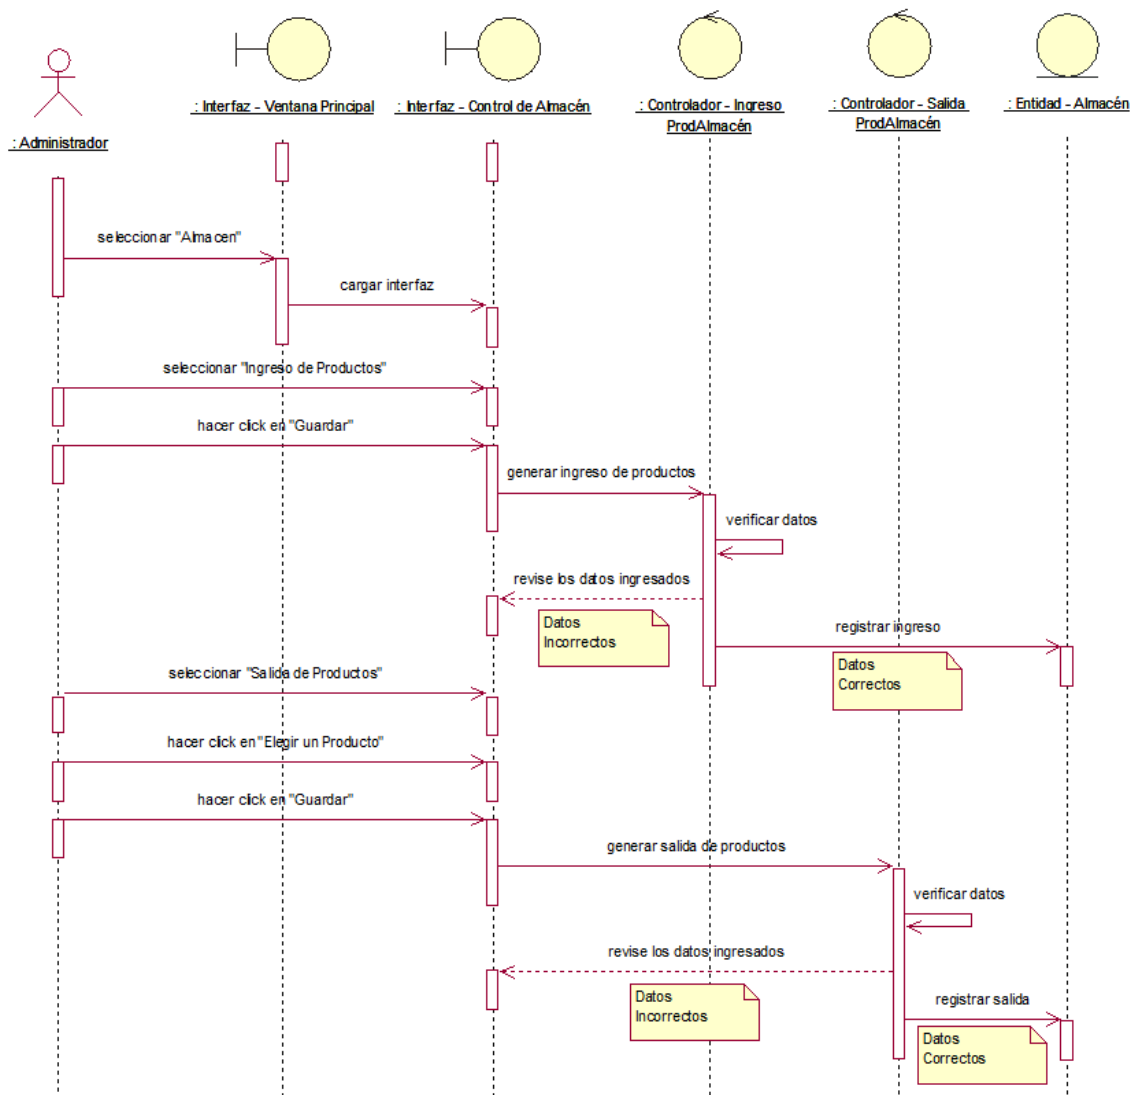 : Administrador
: Interfaz - Ventana Principal
: Interfaz - Control de Almacén
: Controlador - Ingreso
ProdAlmacén
: Controlador - Salida
ProdAlmacén
: Entidad - Almacén
seleccionar "Almacen"
cargar interfaz
seleccionar "Ingreso de Productos"
hacer click en "Guardar"
generar ingreso de productos
verificar datos
revise los datos ingresados
Datos
Incorrectos
registrar ingreso
Datos
Correctos
seleccionar "Salida de Productos"
hacer click en "Elegir un Producto"
hacer click en "Guardar"
generar salida de productos
verificar datos
revise los datos ingresados
Datos
Incorrectos
registrar salida
Datos
Correctos